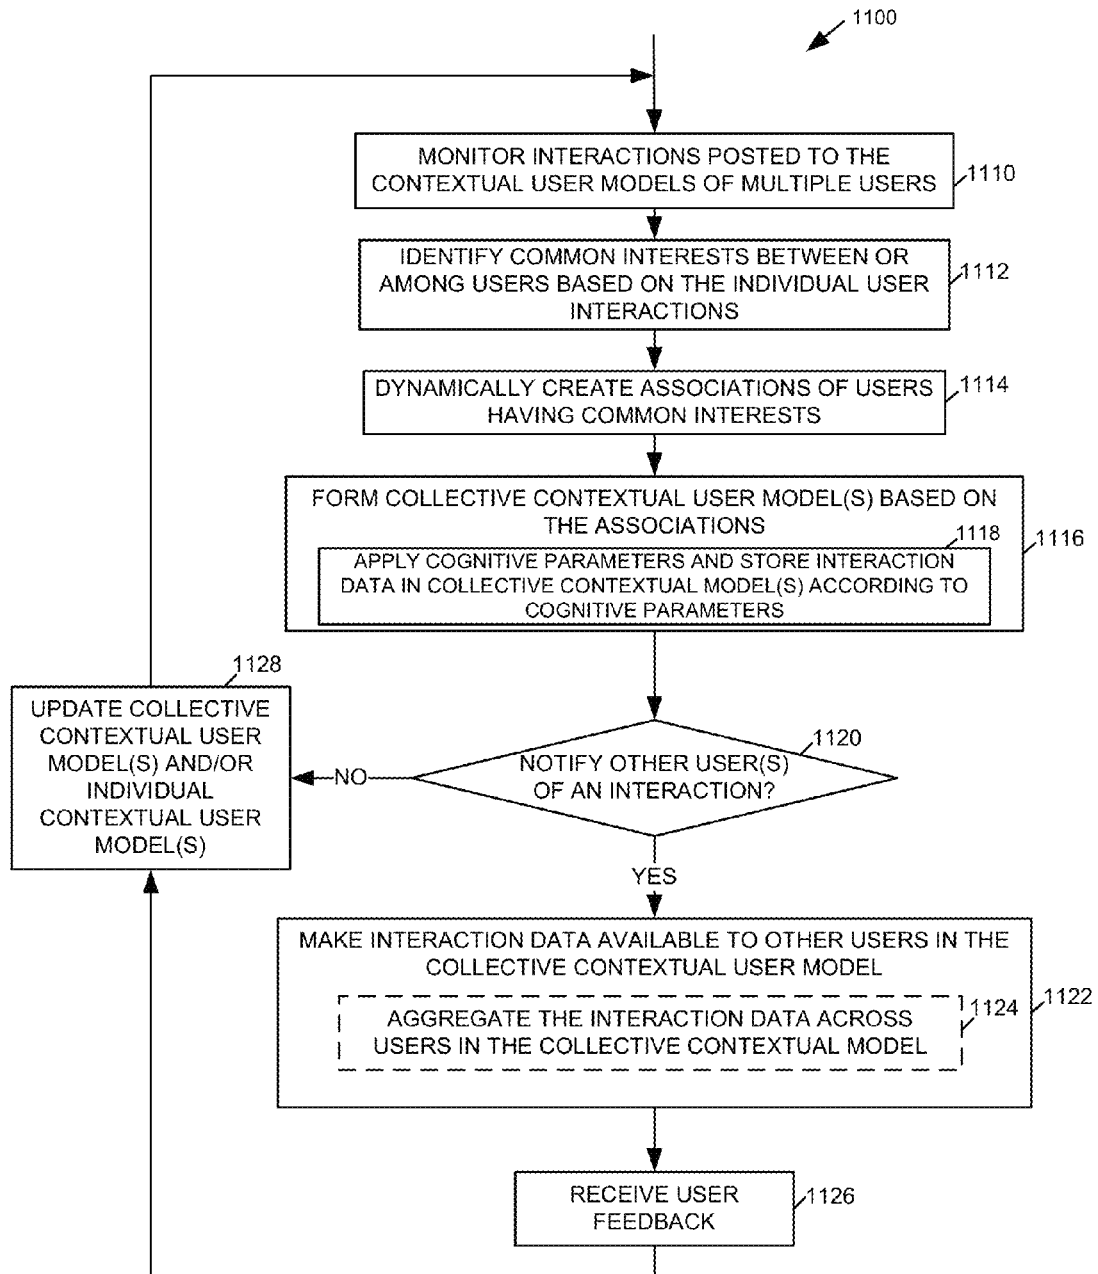 1100
MONITOR INTERACTIONS POSTED TO THE
CONTEXTUAL USER MODELS OF MULTIPLE USERS
1110
IDENTIFY COMMON INTERESTS BETWEEN OR
AMONG USERS BASED ON THE INDIVIDUAL USER
INTERACTIONS
1112
DYNAMICALLY CREATE ASSOCIATIONS OF USERS
HAVING COMMON INTERESTS
1114
FORM COLLECTIVE CONTEXTUAL USER MODEL(S) BASED ON
THE ASSOCIATIONS
1116
1118
APPLY COGNITIVE PARAMETERS AND STORE INTERACTION
DATA IN COLLECTIVE CONTEXTUAL MODEL(S) ACCORDING TO
COGNITIVE PARAMETERS
1120
NOTIFY OTHER USER(S)
OF AN INTERACTION?
NO
1128
UPDATE COLLECTIVE
CONTEXTUAL USER
MODEL(S) AND/OR
INDIVIDUAL
CONTEXTUAL USER
MODEL(S)
YES
MAKE INTERACTION DATA AVAILABLE TO OTHER USERS IN THE
COLLECTIVE CONTEXTUAL USER MODEL
1122
1124
AGGREGATE THE INTERACTION DATA ACROSS
USERS IN THE COLLECTIVE CONTEXTUAL MODEL
RECEIVE USER
FEEDBACK
1126